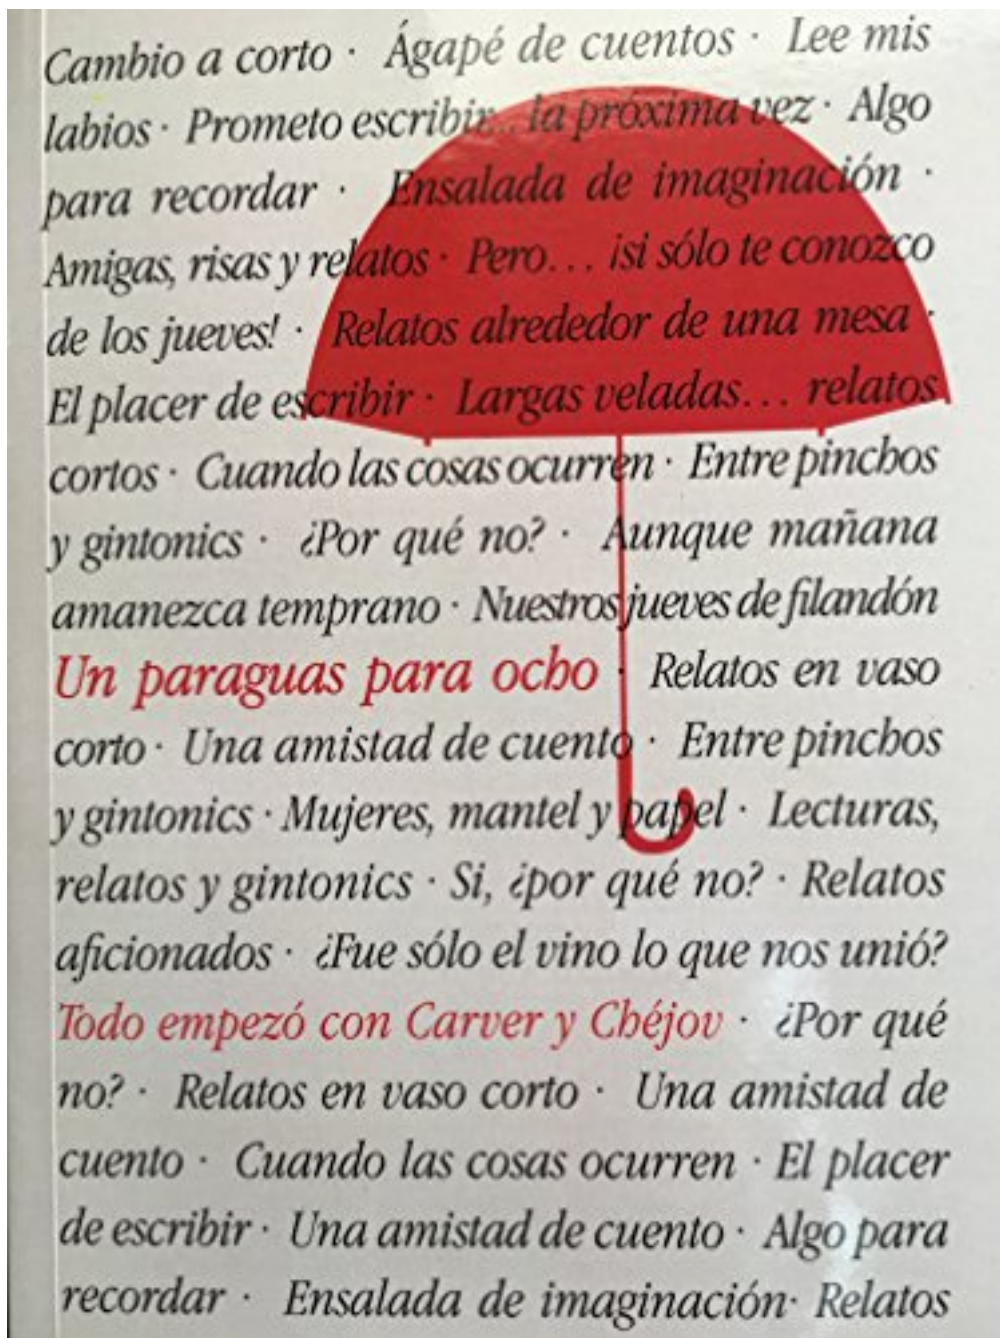 Cambio a corto · Ágapé de cuentos · Lee mis
labios · Prometo escribir... la próxima vez · Algo
para recordar · Ensalada de imaginación ·
Amigas, risas y relatos · Pero... ¡si sólo te conozco
de los jueves! · Relatos alrededor de una mesa ·
El placer de escribir · Largas veladas... relatos
cortos · Cuando las cosas ocurren · Entre pinchos
y gintonics · ¿Por qué no? · Aunque mañana
amanezca temprano · Nuestros jueves de filandón
Un paraguas para ocho · Relatos en vaso
corto · Una amistad de cuento · Entre pinchos
y gintonics · Mujeres, mantel y papel · Lecturas,
relatos y gintonics · Si, ¿por qué no? · Relatos
aficionados · ¿Fue sólo el vino lo que nos unió?
Todo empezó con Carver y Chéjov · ¿Por qué
no? · Relatos en vaso corto · Una amistad de
cuento · Cuando las cosas ocurren · El placer
de escribir · Una amistad de cuento · Algo para
recordar · Ensalada de imaginación · Relatos